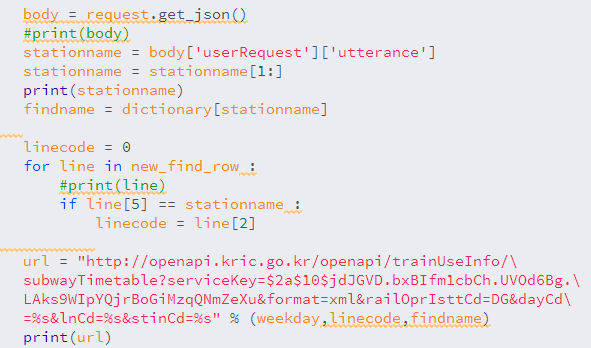 body = request.get_json()
#print(body)
stationname = body['userRequest']['utterance']
stationname = stationname[1:]
print(stationname)
findname = dictionary[stationname]
linecode = 0
for line in new_find_row :
#print(line)
if line[5] == stationname :
linecode = line[2]
url = "http://openapi.kric.go.kr/openapi/trainUseInfo/\
subwayTimetable?serviceKey=$2a$10$jdJGVD.bxBIfm1cbCh.UVOd6Bg.\
LAks9WIpYQjrBoGiMzqQNmZeXu&format=xml&railOprIsttCd=DG&dayCd\
=%s&lnCd=%s&stinCd=%s" % (weekday,linecode,findname)
print(url)